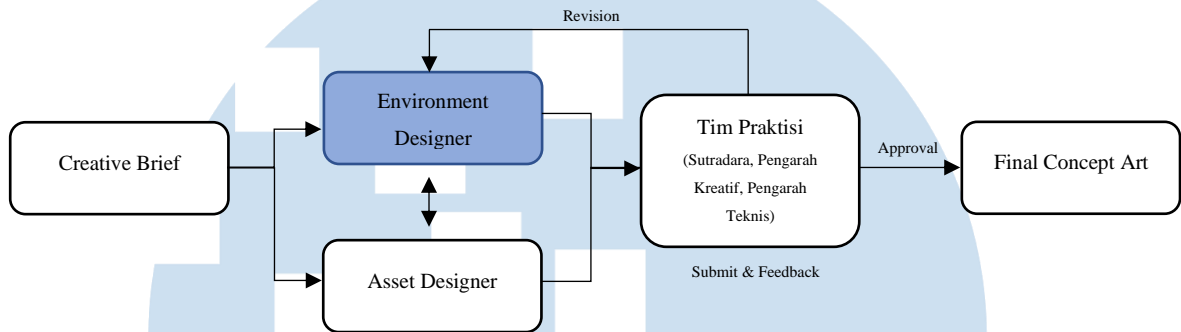 Revision
Environment
Designer
Creative Brief
Tim Praktisi
(Sutradara, Pengarah
Kreatif, Pengarah
Teknis)
Approval
Final Concept Art
Asset Designer
Submit & Feedback